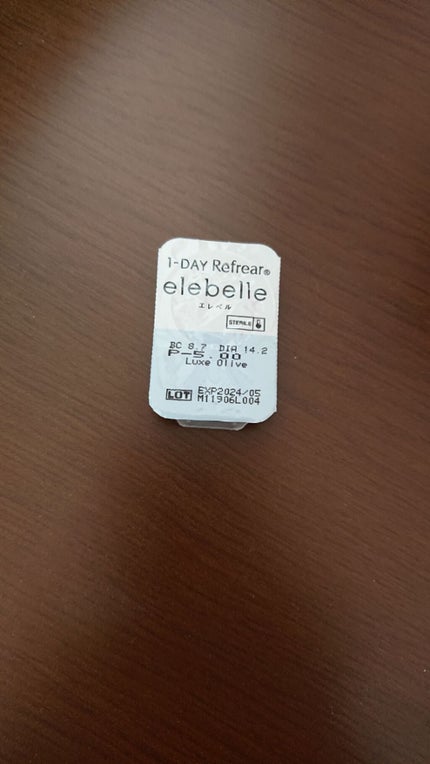 1-DAY Refrear®
elebelle
エレベル
STERILE
BC 8.7 DIA 14.2
P-5.00
Luxe Olive
LOT EXP2024/05
M11906L004